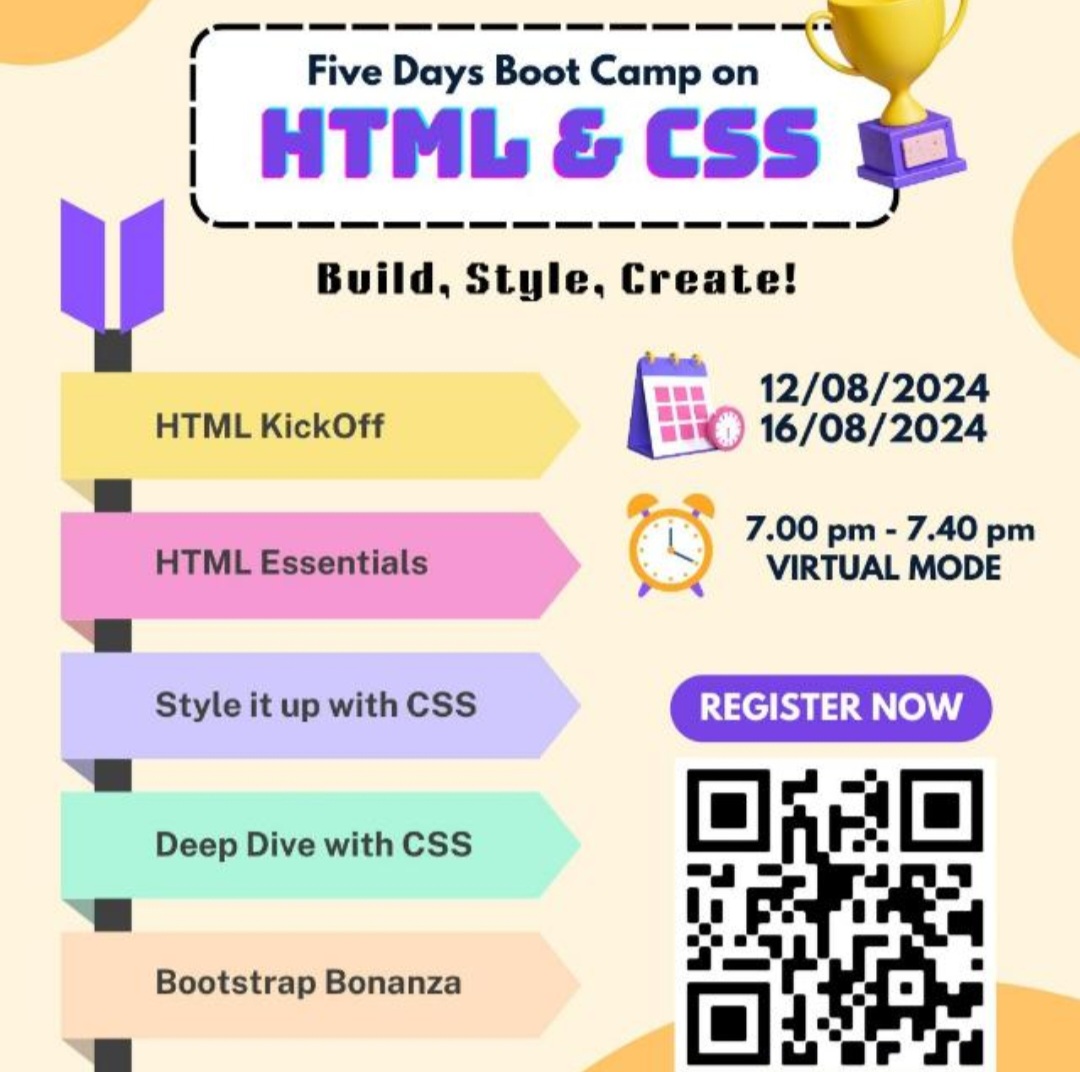 Five Days Boot Camp on
HTML & CSS
Build, Style, Create!
HTML KickOff
HTML Essentials
Style it up with CSS
Deep Dive with CSS
Bootstrap Bonanza
12/08/2024
16/08/2024
7.00 pm - 7.40 pm
VIRTUAL MODE
REGISTER NOW